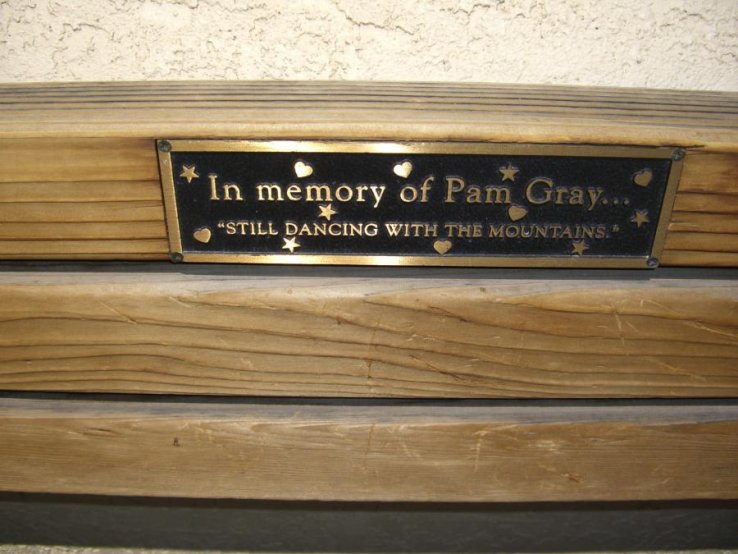 In memory of Pam Gray...
"STILL DANCING WITH THE MOUNTAINS."